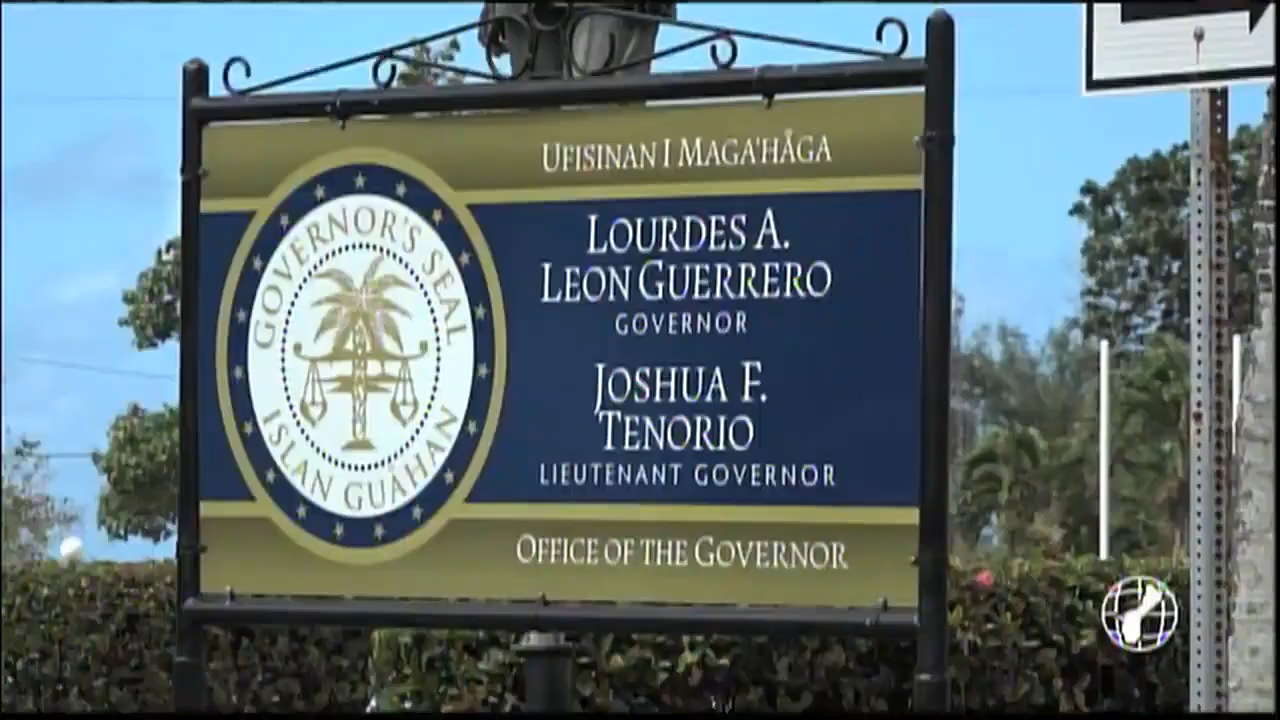 UFISINAN I MAGA'HÅGA
LOURDES A.
LEON GUERRERO
GOVERNOR
JOSHUA F.
TENORIO
LIEUTENANT GOVERNOR
OFFICE OF THE GOVERNOR
GOVERNOR'S SEAL
ISLAN GUÅHAN